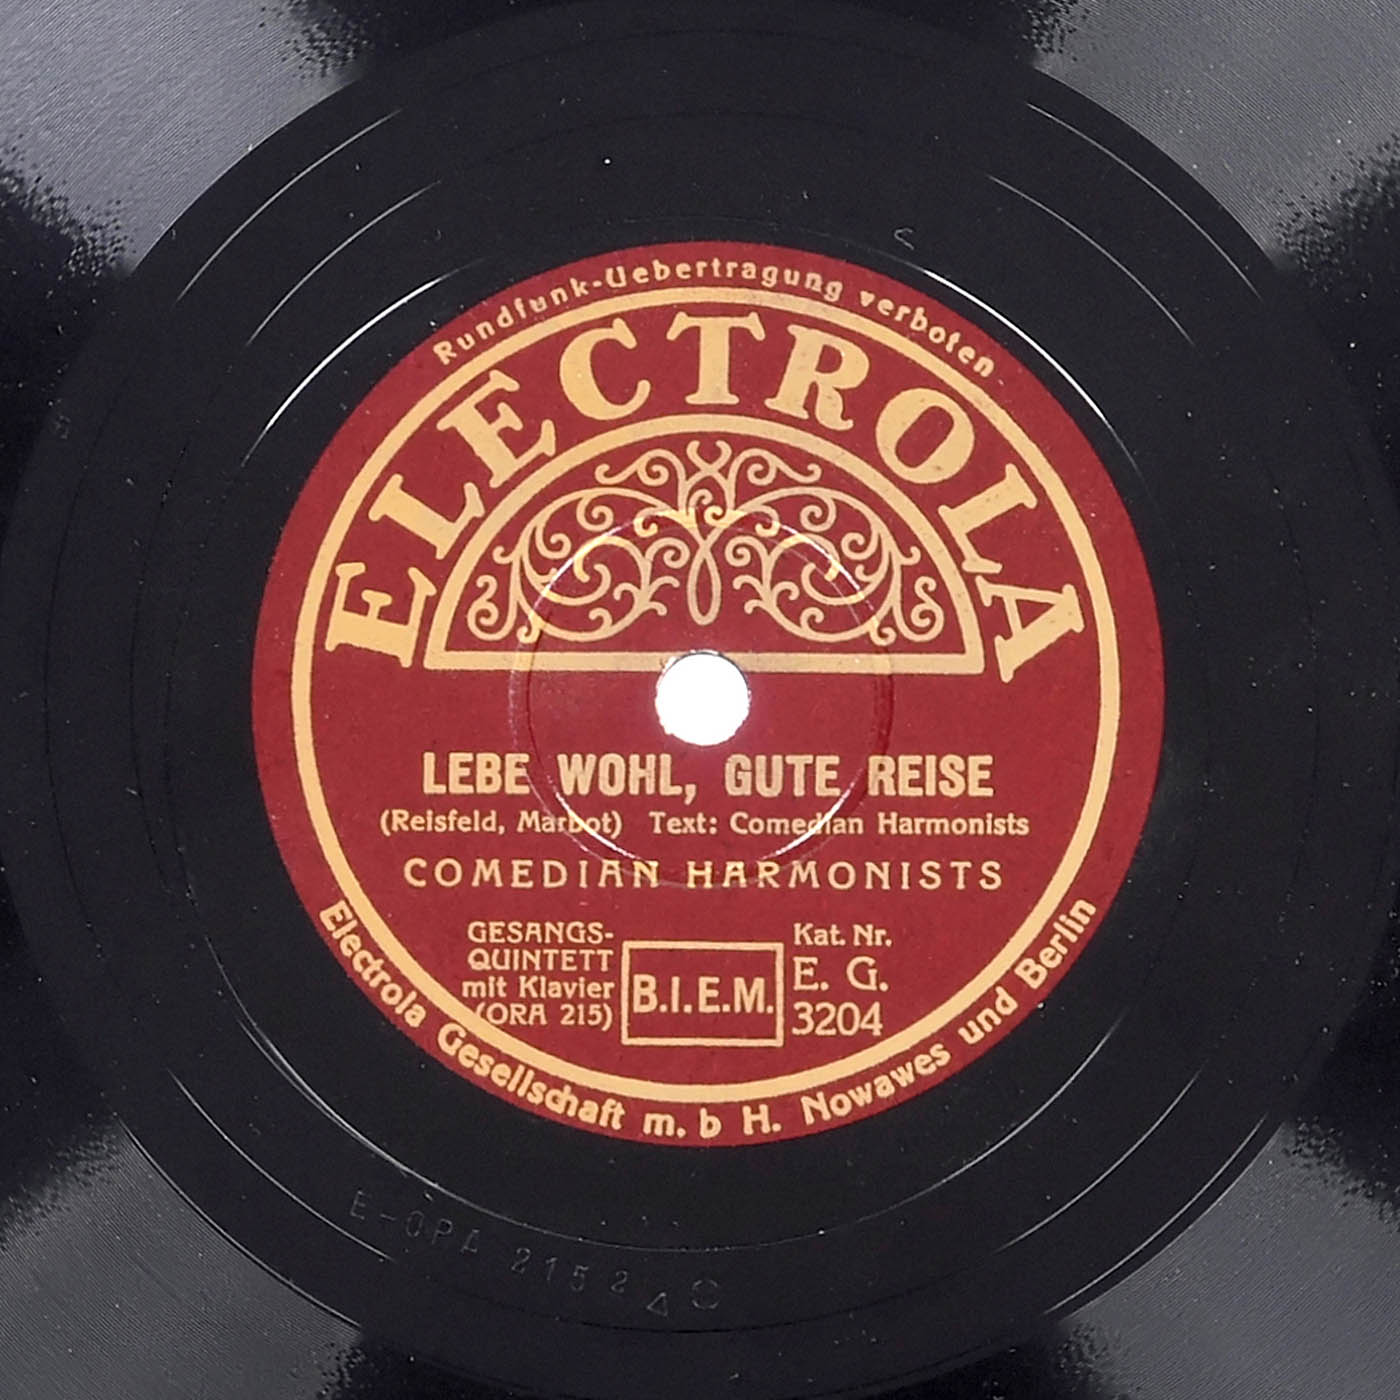 Rundfunk-Uebertragung verboten
ELECTROLA
LEBE WOHL, GUTE REISE
(Reisfeld, Marbot) Text: Comedian Harmonists
COMEDIAN HARMONISTS
GESANGS-
QUINTETT
mit Klavier
(ORA 215)
B.I.E.M.
Kat. Nr.
E. G.
3204
Electrola Gesellschaft m. b H. Nowawes und Berlin